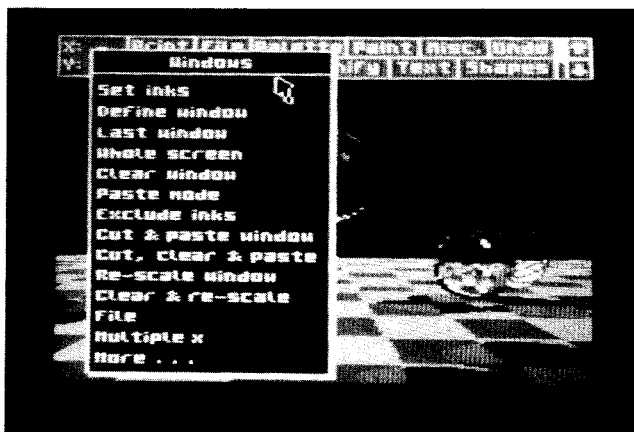 X: Print File Palette Paint Misc. Undo
Y: nify Text Shapes
Windows
Set inks
Define window
Last window
Whole screen
Clear window
Paste mode
Exclude inks
Cut & paste window
Cut, clear & paste
Re-scale window
Clear & re-scale
File
Multiple x
More . . .